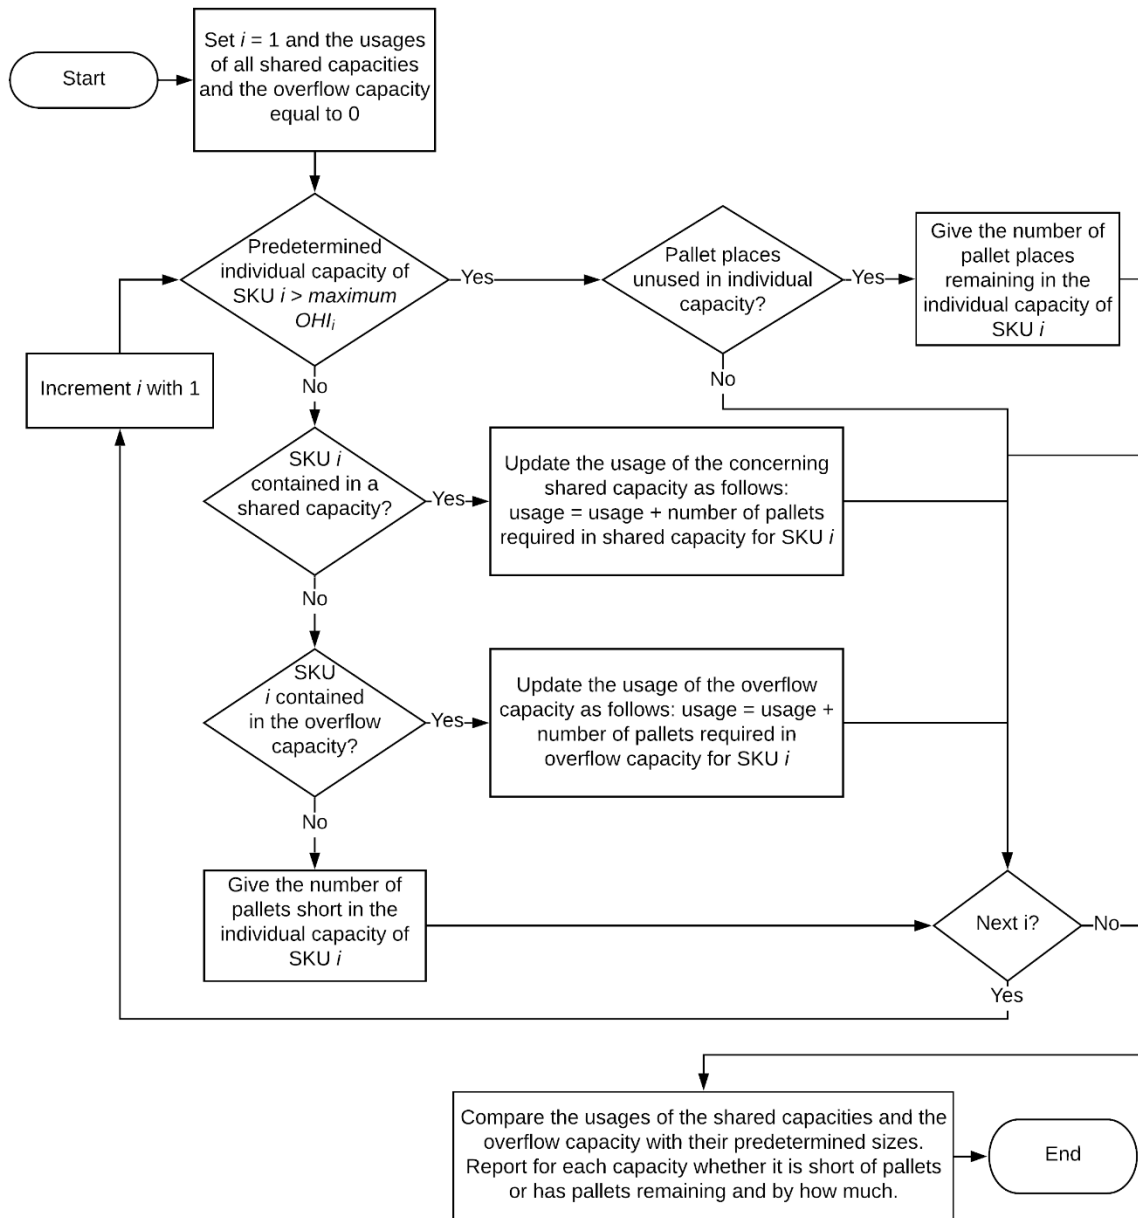 Start
Set i = 1 and the usages
of all shared capacities
and the overflow capacity
equal to 0
Predetermined
individual capacity of
SKU i > maximum
OHIᵢ
Yes
Pallet places
unused in individual
capacity?
Yes
Give the number of
pallet places
remaining in the
individual capacity of
SKU i
Increment i with 1
No
No
SKU i
contained in a
shared capacity?
Yes
Update the usage of the concerning
shared capacity as follows:
usage = usage + number of pallets
required in shared capacity for SKU i
No
SKU
i contained
in the overflow
capacity?
Yes
Update the usage of the overflow
capacity as follows: usage = usage +
number of pallets required in
overflow capacity for SKU i
No
Give the number of
pallets short in the
individual capacity of
SKU i
Next i?
No
Yes
Compare the usages of the shared capacities and the
overflow capacity with their predetermined sizes.
Report for each capacity whether it is short of pallets
or has pallets remaining and by how much.
End